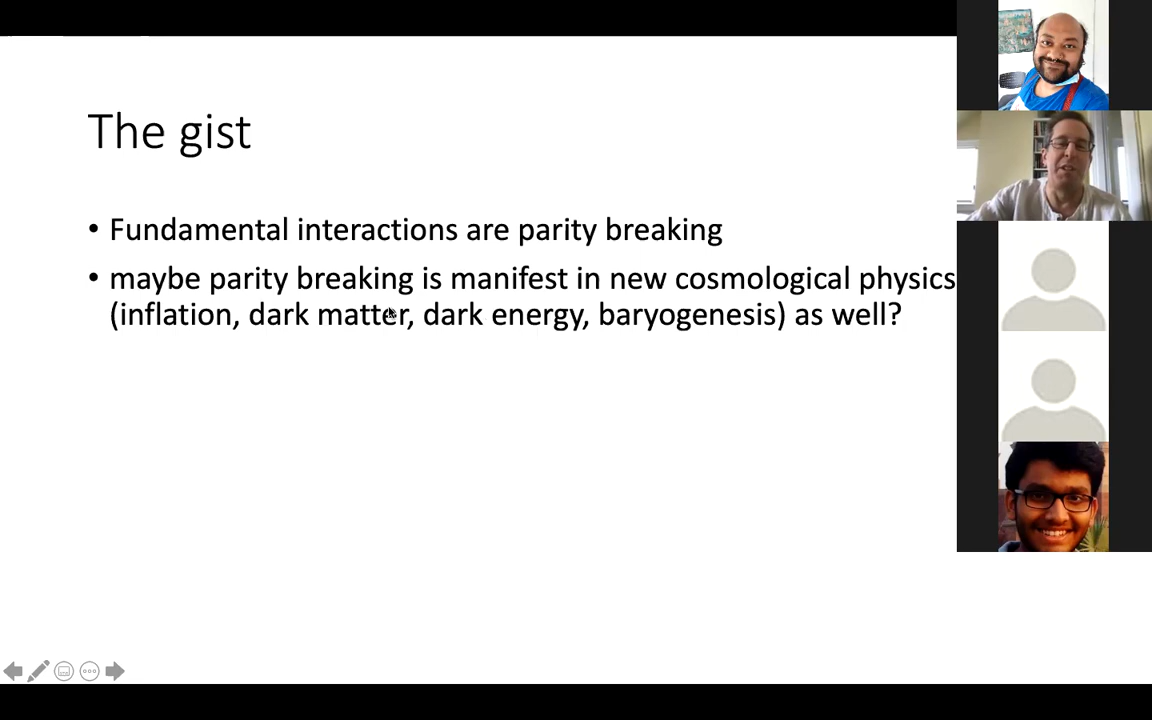 The gist
• Fundamental interactions are parity breaking
• maybe parity breaking is manifest in new cosmological physics
(inflation, dark matter, dark energy, baryogenesis) as well?